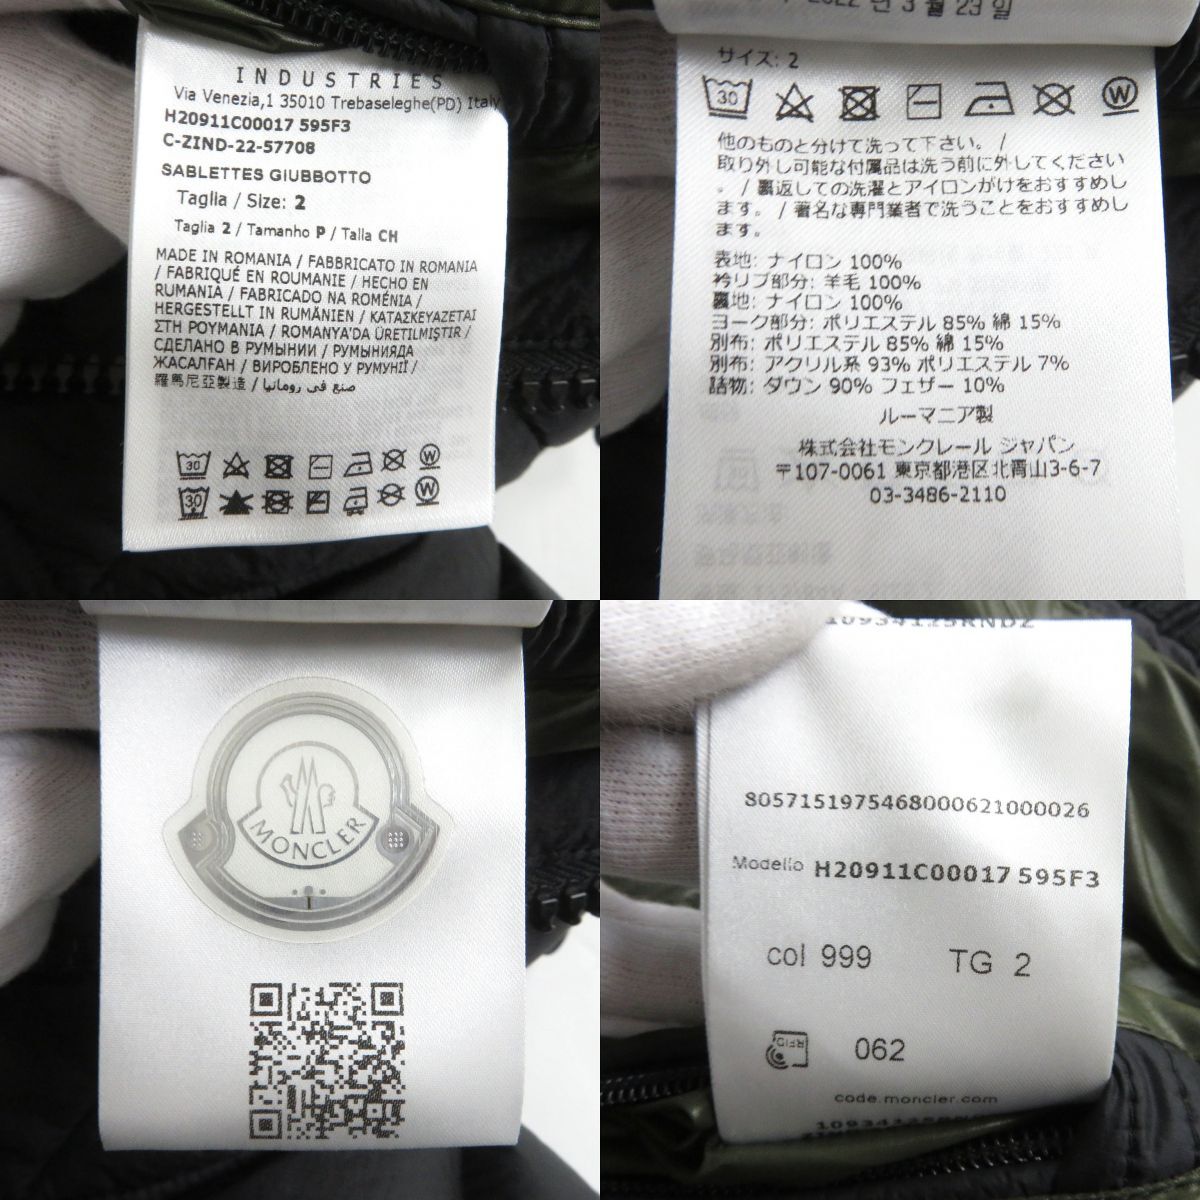 INDUSTRIES
Via Venezia,1 35010 Trebaseleghe(PD) Italy
H20911C00017 595F3
C-ZIND-22-57708
SABLETTES GIUBBOTTO
Taglia / Size: 2
Taglia 2 / Tamanho P / Talla CH
MADE IN ROMANIA / FABBRICATO IN ROMANIA
/ FABRIQUÉ EN ROUMANIE / HECHO EN
RUMANIA / FABRICADO NA ROMÉNIA /
HERGESTELLT IN RUMÄNIEN / ΚΑΤΑΣΚΕΥΑΖΕΤΑΙ
ΣΤΗ ΡΟΥΜΑΝΙΑ / ROMANYA'DA ÜRETILMIŞTIR /
СДЕЛАНО В РУМЫНИИ / РУМЫНИЯДА
ЖАСАЛҒАН / ВИРОБЛЕНО У РУМУНІЇ /
羅馬尼亞製造 / صنع في رومانيا
30
W
30
W
2022 년 3 월 23 일
サイズ: 2
30
W
他のものと分けて洗って下さい。 /
取り外し可能な付属品は洗う前に外してください
。 / 裏返しての洗濯とアイロンがけをおすすめし
ます。 / 著名な専門業者で洗うことをおすすめし
ます。
表地: ナイロン 100%
衿リブ部分: 羊毛 100%
裏地: ナイロン 100%
ヨーク部分: ポリエステル 85% 綿 15%
別布: ポリエステル 85% 綿 15%
別布: アクリル系 93% ポリエステル 7%
詰物: ダウン 90% フェザー 10%
ルーマニア製
株式会社モンクレール ジャパン
〒107-0061 東京都港区北青山3-6-7
03-3486-2110
MONCLER
10934125RNDZ
8057151975468000621000026
Modello H20911C00017 595F3
col 999 TG 2
RFID 062
code.moncler.com